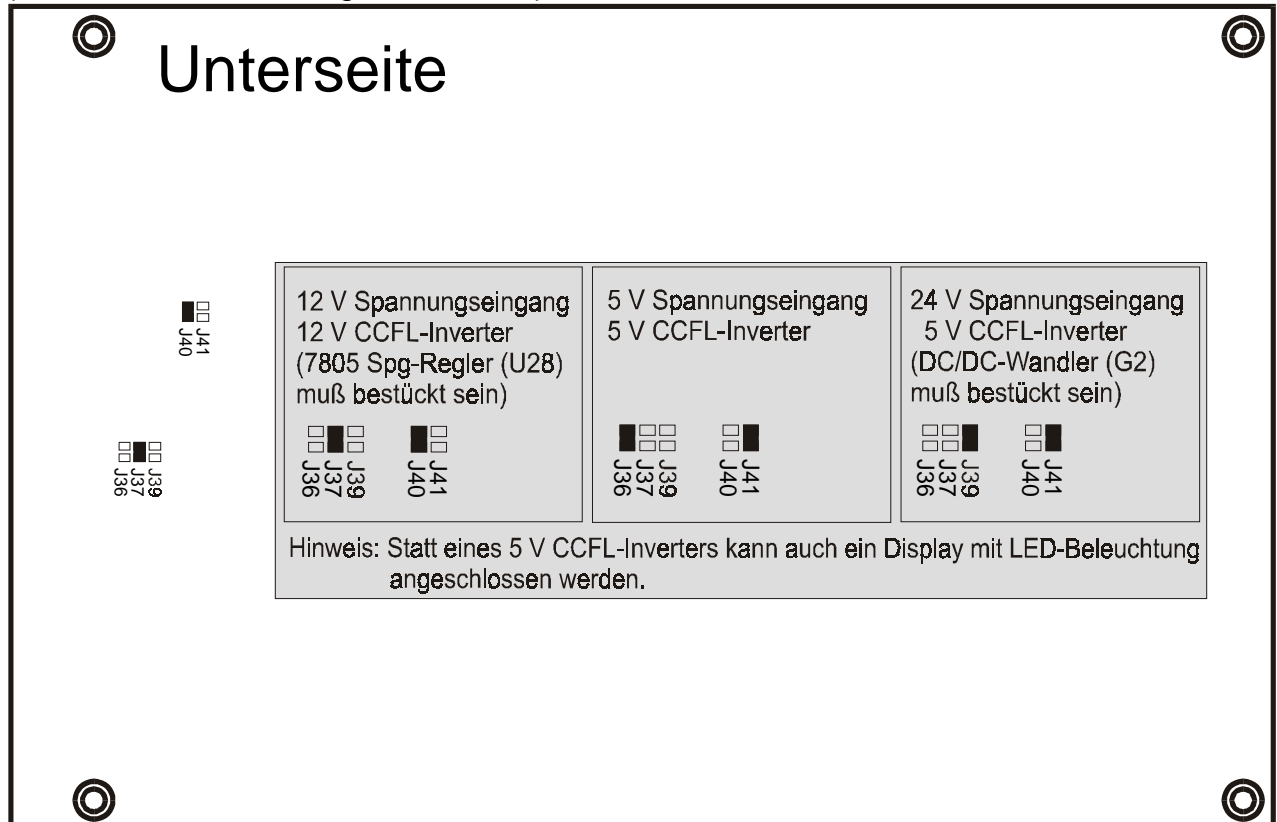 Unterseite
J40
J41
J36
J37
J39
12 V Spannungseingang
12 V CCFL-Inverter
(7805 Spg-Regler (U28)
muß bestückt sein)
J36
J37
J39
J40
J41
5 V Spannungseingang
5 V CCFL-Inverter
J36
J37
J39
J40
J41
24 V Spannungseingang
5 V CCFL-Inverter
(DC/DC-Wandler (G2)
muß bestückt sein)
J36
J37
J39
J40
J41
Hinweis: Statt eines 5 V CCFL-Inverters kann auch ein Display mit LED-Beleuchtung
angeschlossen werden.